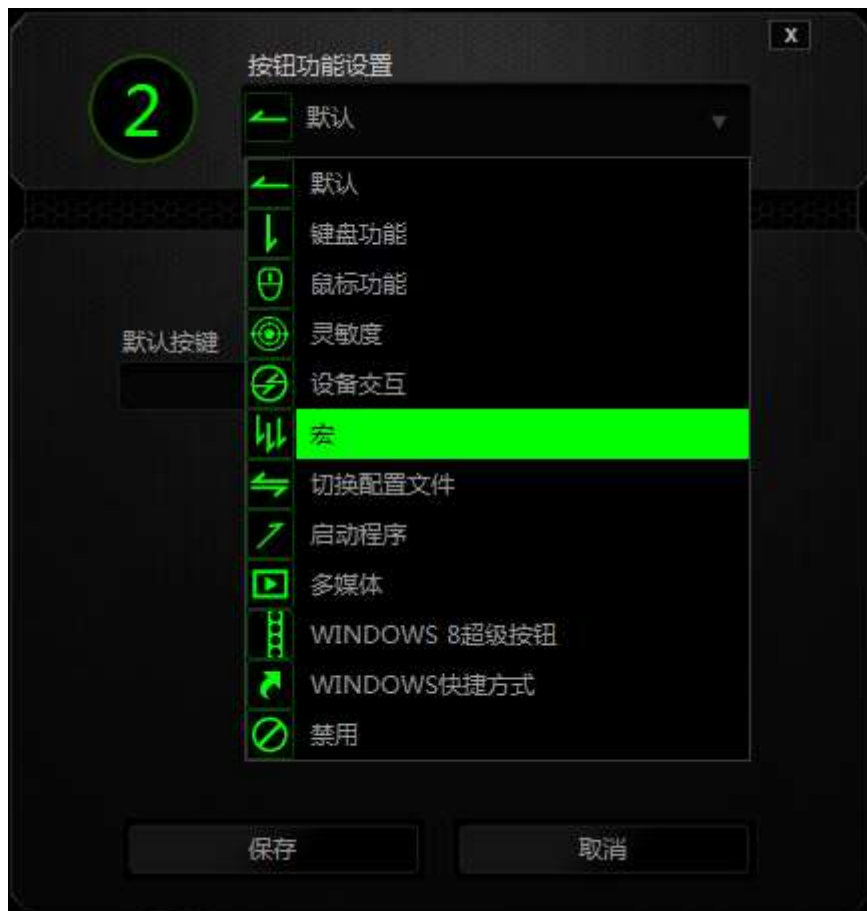 X
按钮功能设置
2
默认
默认
键盘功能
鼠标功能
灵敏度
默认按键
设备交互
宏
切换配置文件
启动程序
多媒体
WINDOWS 8超级按钮
WINDOWS快捷方式
禁用
保存
取消